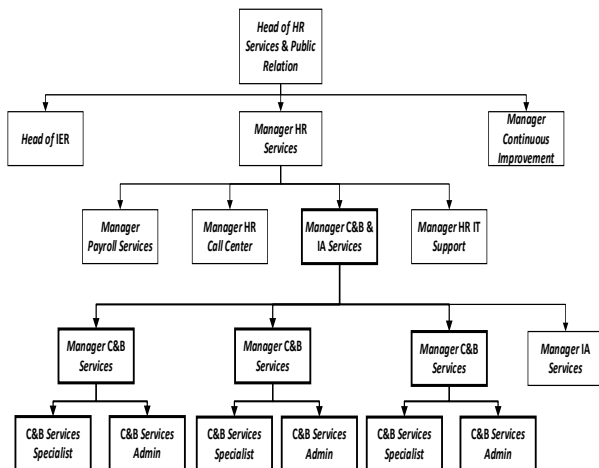 Head of HR
Services & Public
Relation
Head of IER
Manager HR
Services
Manager
Continuous
Improvement
Manager
Payroll Services
Manager HR
Call Center
Manager C&B &
IA Services
Manager HR IT
Support
Manager C&B
Services
Manager C&B
Services
Manager C&B
Services
Manager IA
Services
C&B Services
Specialist
C&B Services
Admin
C&B Services
Specialist
C&B Services
Admin
C&B Services
Specialist
C&B Services
Admin